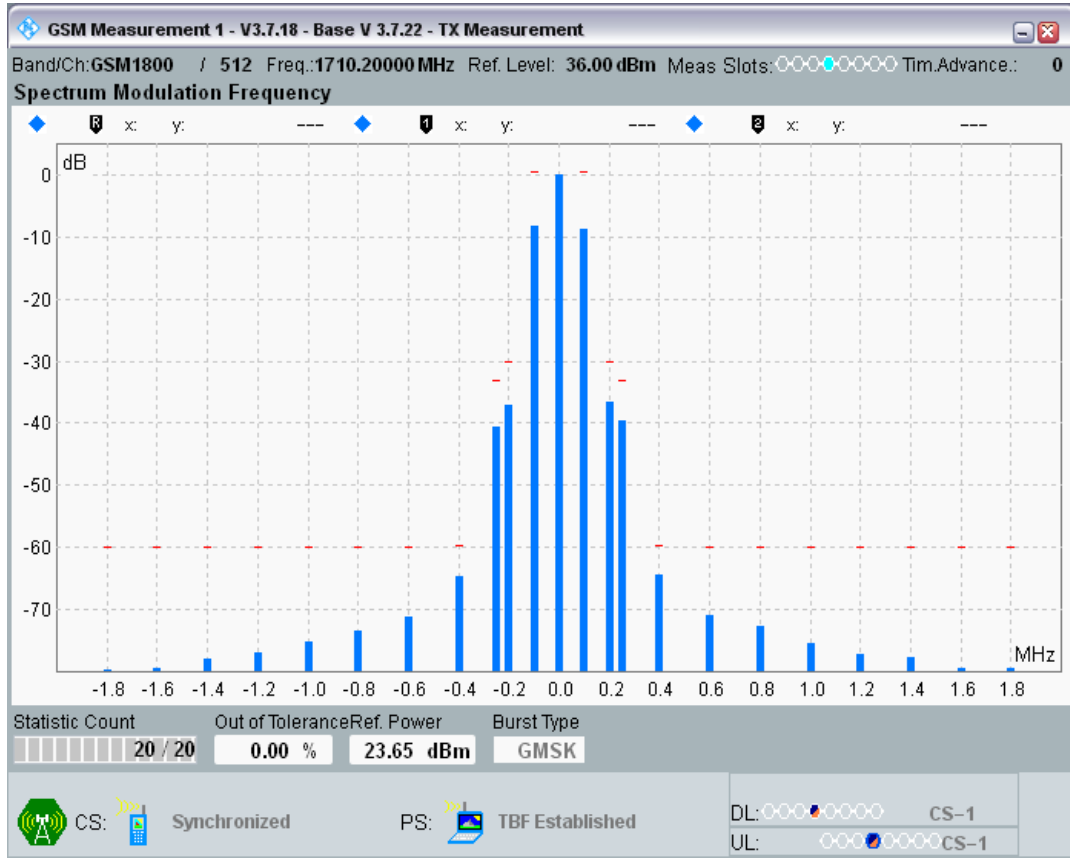 GSM Measurement 1 - V3.7.18 - Base V 3.7.22 - TX Measurement
Band/Ch:GSM1800 / 512 Freq.:1710.20000 MHz Ref. Level: 36.00 dBm Meas Slots: Tim.Advance.: 0
Spectrum Modulation Frequency
R x: y: --- 1 x: y: --- 2 x: y: ---
dB
0
-10
-20
-30
-40
-50
-60
-70
MHz
-1.8 -1.6 -1.4 -1.2 -1.0 -0.8 -0.6 -0.4 -0.2 0.0 0.2 0.4 0.6 0.8 1.0 1.2 1.4 1.6 1.8
Statistic Count Out of Tolerance Ref. Power Burst Type
20 / 20 0.00 % 23.65 dBm GMSK
CS: Synchronized PS: TBF Established
DL: CS-1
UL: CS-1